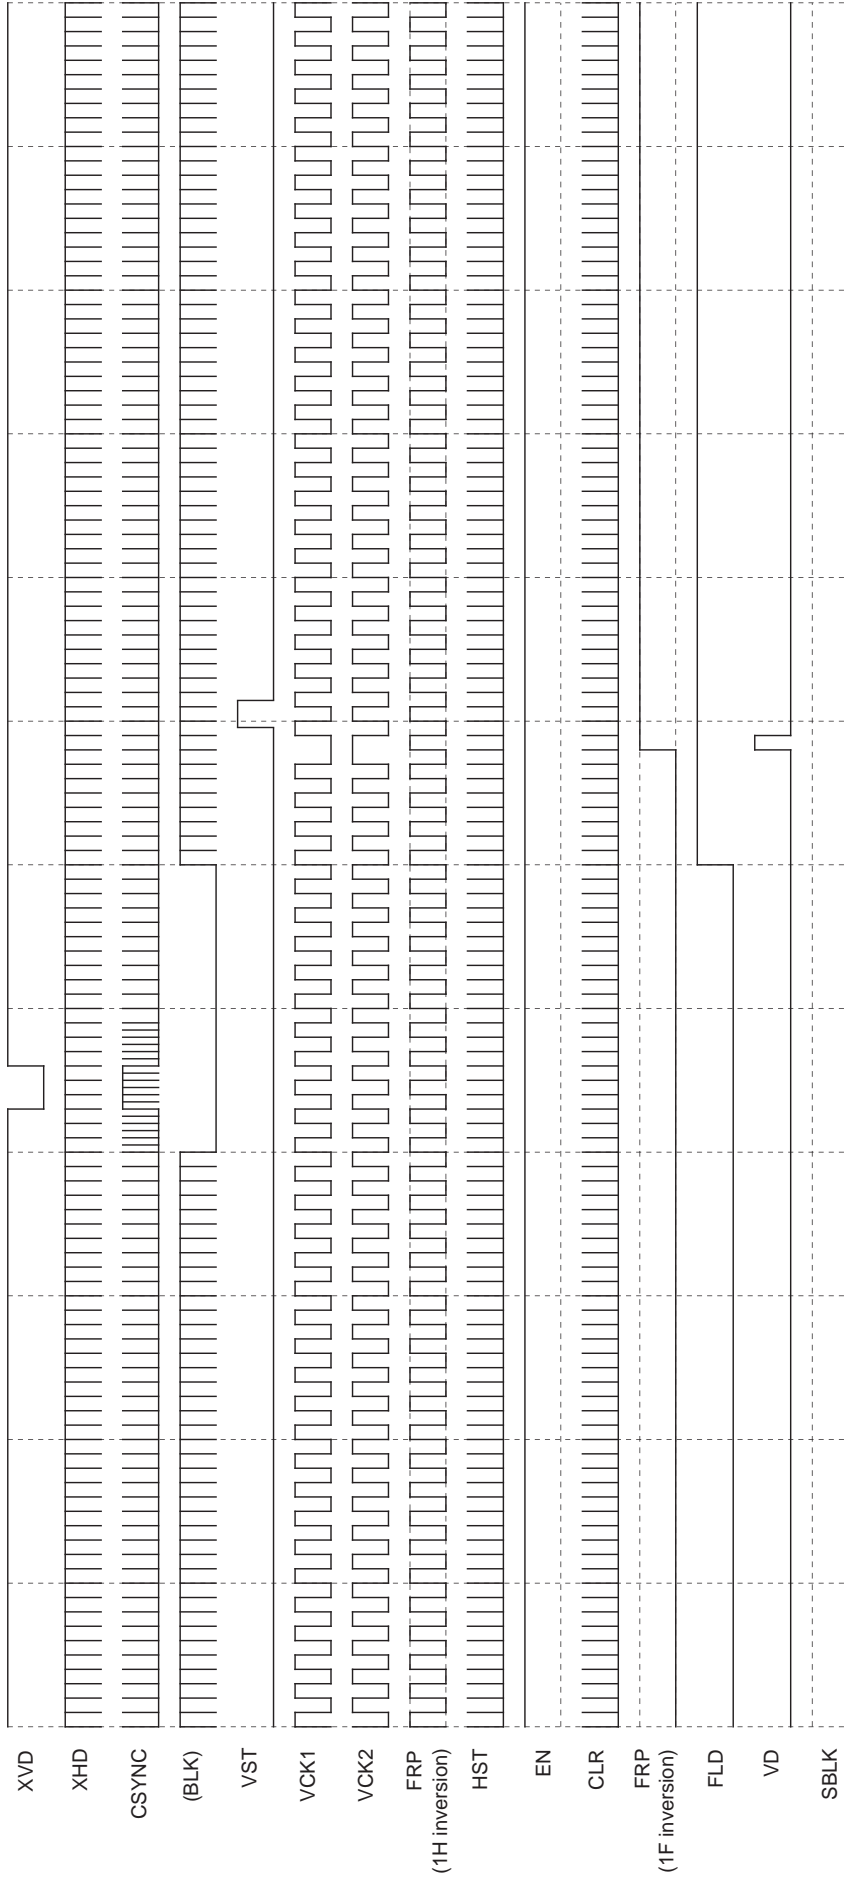 XVD
XHD
CSYNC
(BLK)
VST
VCK1
VCK2
FRP
(1H inversion)
HST
EN
CLR
FRP
(1F inversion)
FLD
VD
SBLK